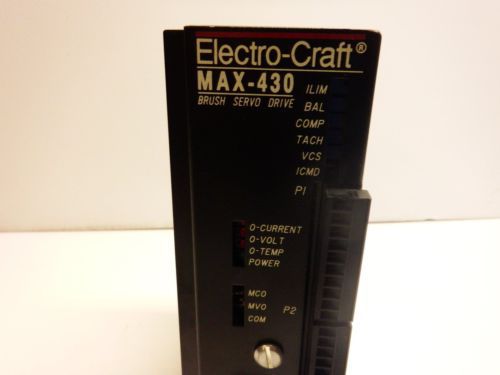 Electro-Craft®
MAX-430
BRUSH SERVO DRIVE
ILIM
BAL
COMP
TACH
VCS
ICMD
P1
O-CURRENT
O-VOLT
O-TEMP
POWER
MCO
MVO
COM
P2